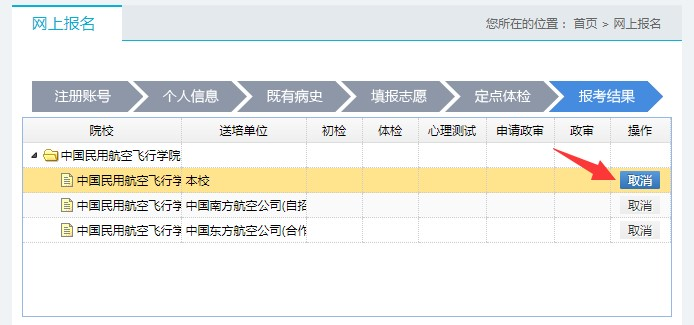 网上报名
您所在的位置： 首页 > 网上报名
注册账号 个人信息 既有病史 填报志愿 定点体检 报考结果
院校 送培单位 初检 体检 心理测试 申请政审 政审 操作
中国民用航空飞行学院
中国民用航空飞行学 本校 取消
中国民用航空飞行学 中国南方航空公司(自招 取消
中国民用航空飞行学 中国东方航空公司(合作 取消